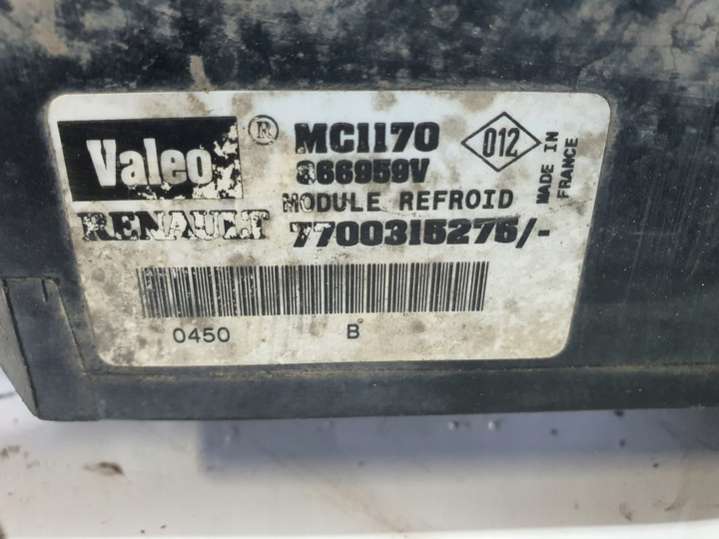 Valeo ® MC1170 012
866959V
MADE IN FRANCE
MODULE REFROID
RENAULT 7700315275/-
0450 B